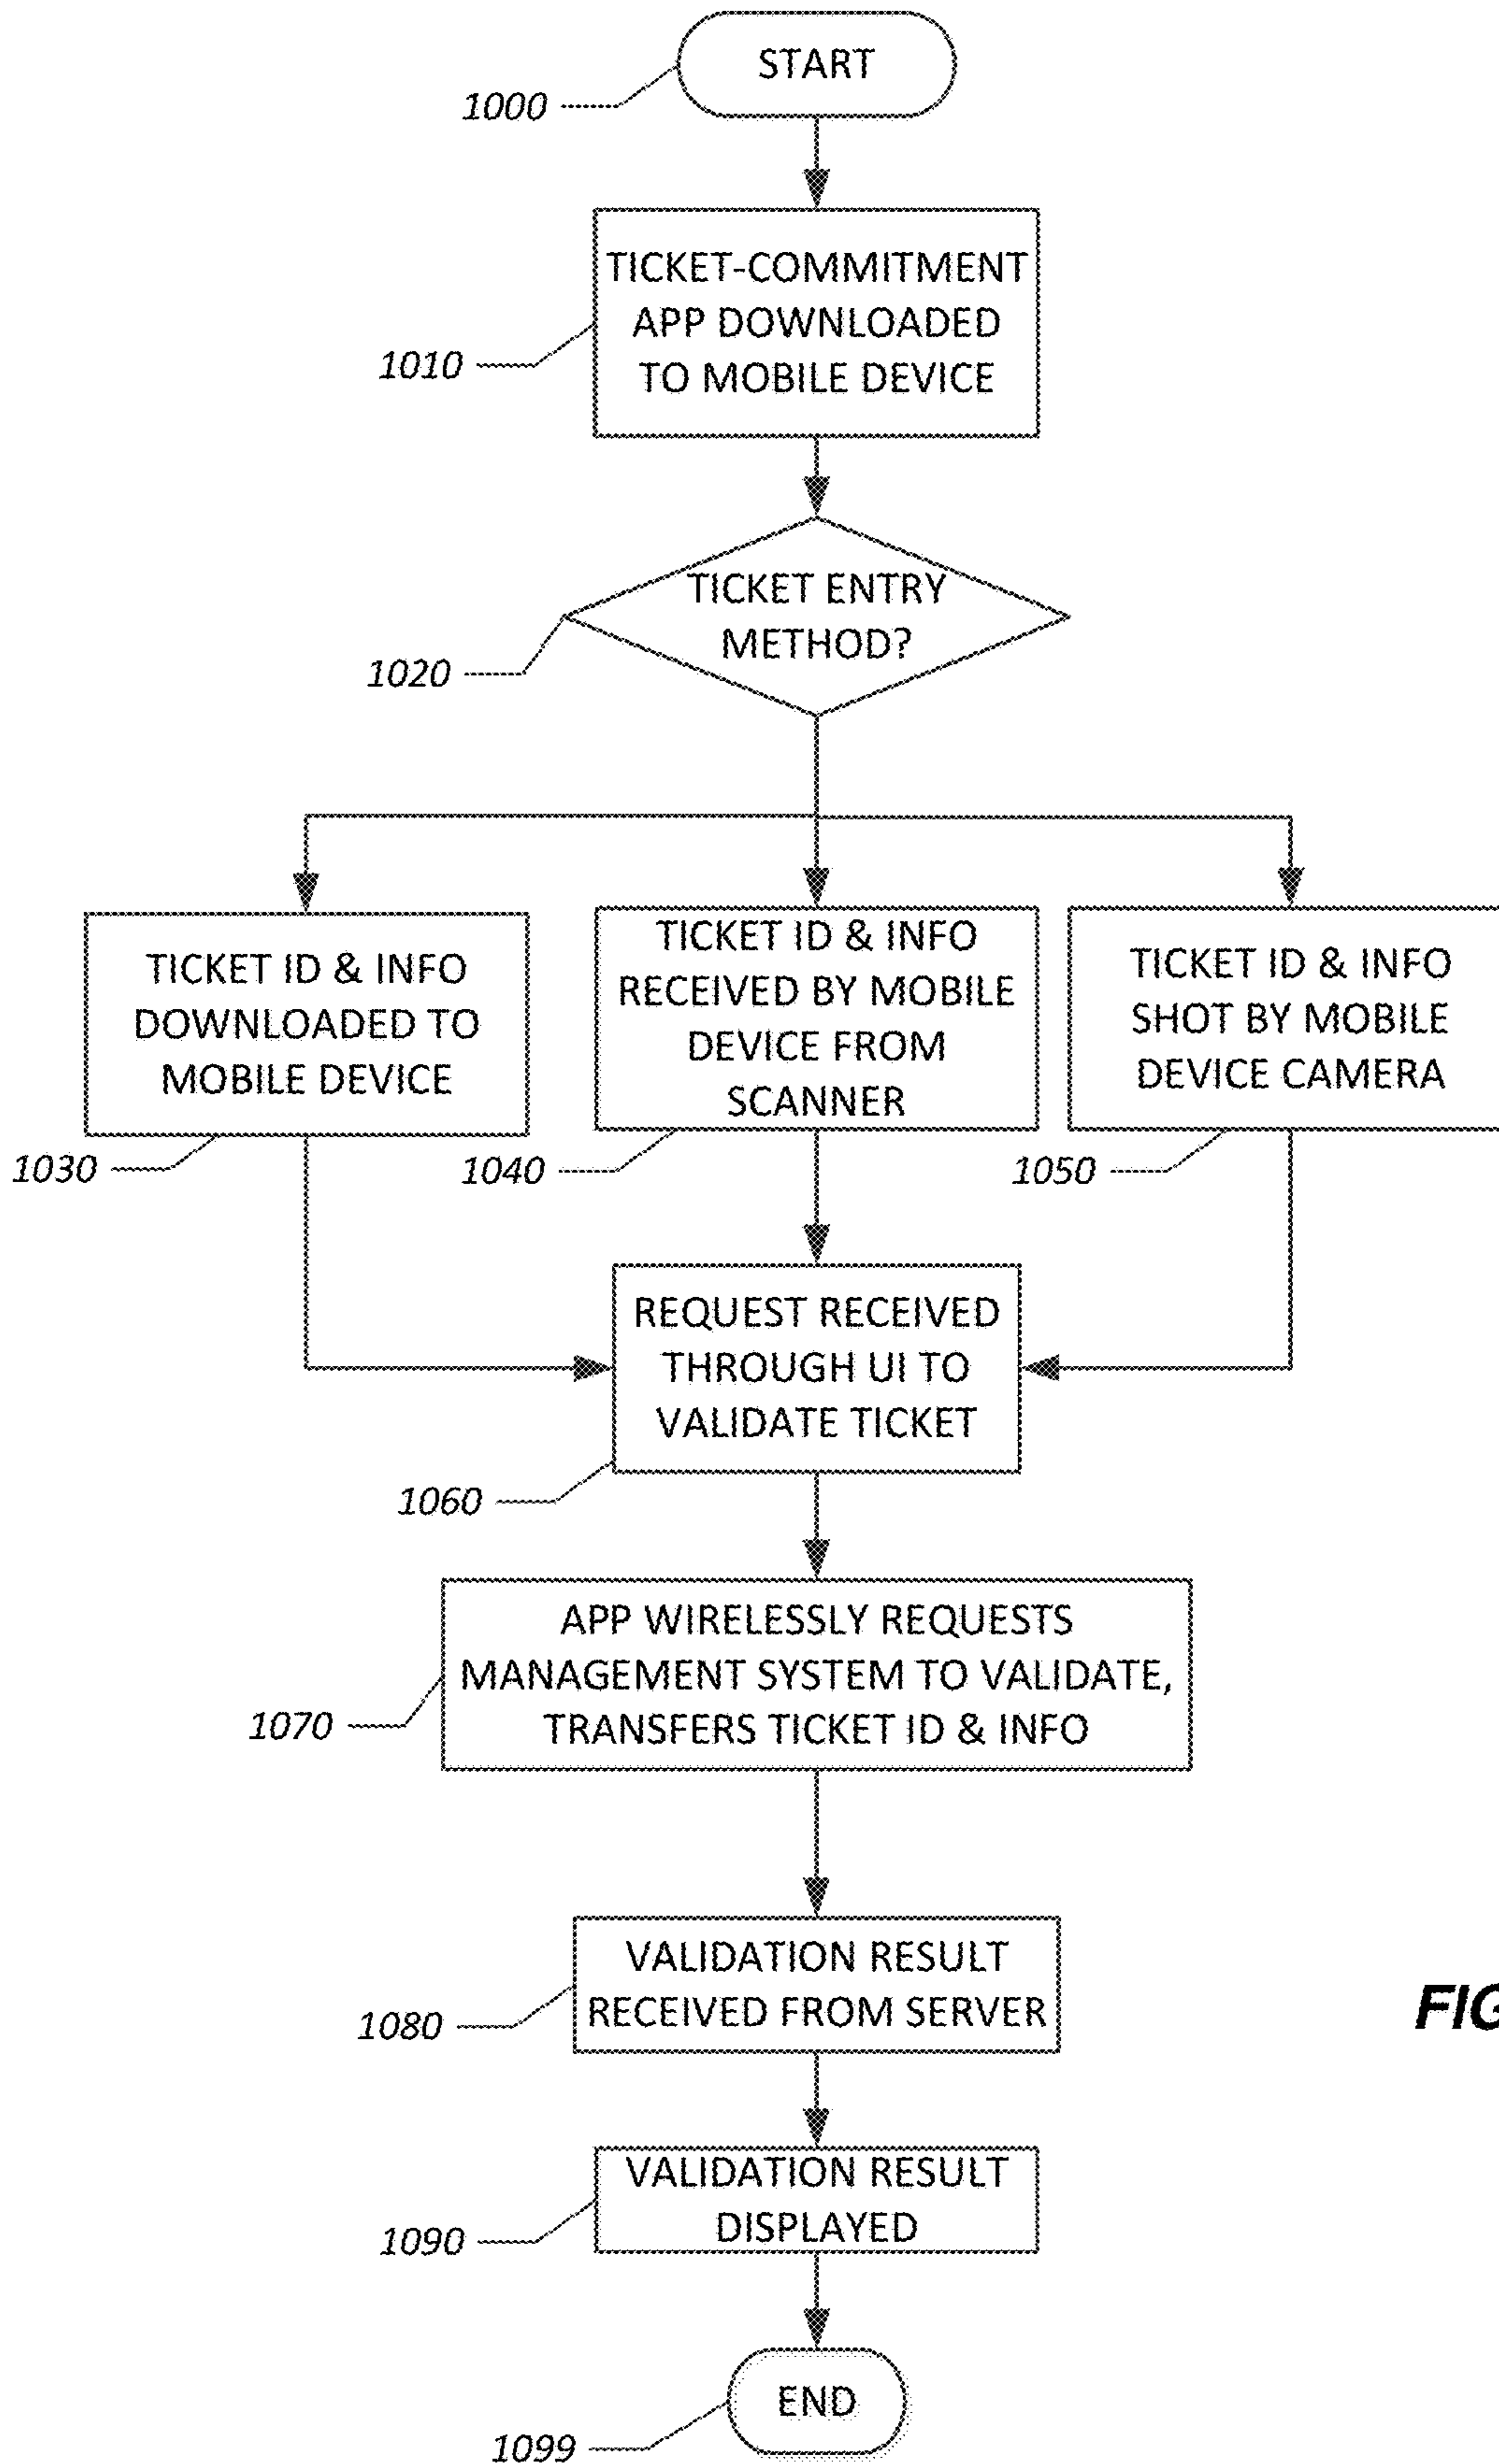 START
1000
TICKET-COMMITMENT
APP DOWNLOADED
TO MOBILE DEVICE
1010
TICKET ENTRY
METHOD?
1020
TICKET ID & INFO
DOWNLOADED TO
MOBILE DEVICE
1030
TICKET ID & INFO
RECEIVED BY MOBILE
DEVICE FROM
SCANNER
1040
TICKET ID & INFO
SHOT BY MOBILE
DEVICE CAMERA
1050
REQUEST RECEIVED
THROUGH UI TO
VALIDATE TICKET
1060
APP WIRELESSLY REQUESTS
MANAGEMENT SYSTEM TO VALIDATE,
TRANSFERS TICKET ID & INFO
1070
VALIDATION RESULT
RECEIVED FROM SERVER
1080
FIG
VALIDATION RESULT
DISPLAYED
1090
END
1099